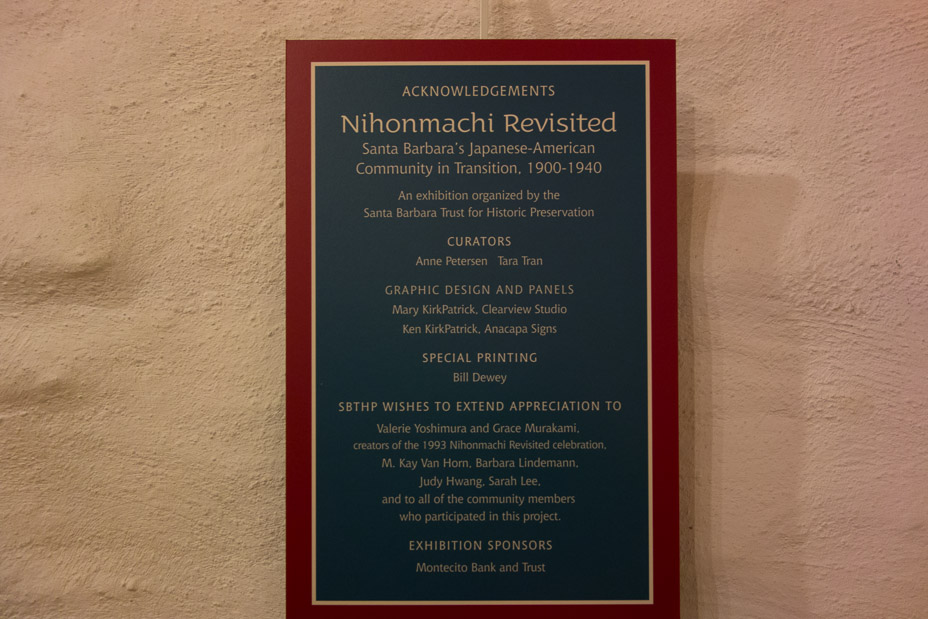 ACKNOWLEDGEMENTS
Nihonmachi Revisited
Santa Barbara's Japanese-American
Community in Transition, 1900-1940
An exhibition organized by the
Santa Barbara Trust for Historic Preservation
CURATORS
Anne Petersen Tara Tran
GRAPHIC DESIGN AND PANELS
Mary KirkPatrick, Clearview Studio
Ken KirkPatrick, Anacapa Signs
SPECIAL PRINTING
Bill Dewey
SBTHP WISHES TO EXTEND APPRECIATION TO
Valerie Yoshimura and Grace Murakami,
creators of the 1993 Nihonmachi Revisited celebration,
M. Kay Van Horn, Barbara Lindemann,
Judy Hwang, Sarah Lee,
and to all of the community members
who participated in this project.
EXHIBITION SPONSORS
Montecito Bank and Trust